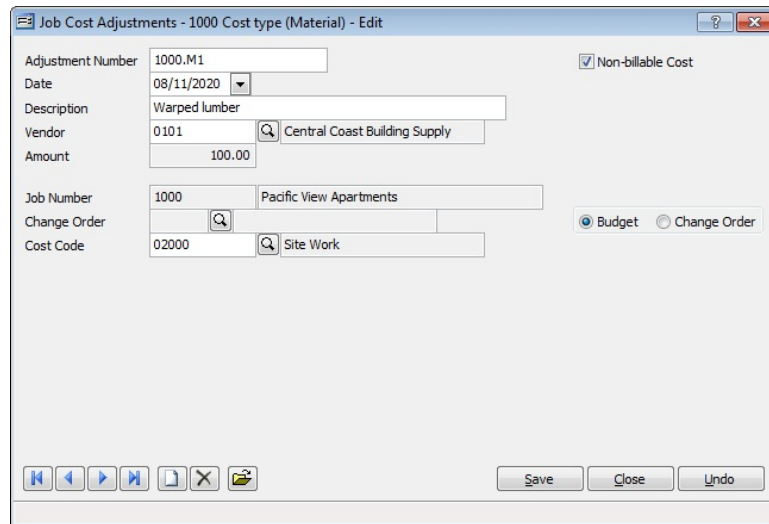 Job Cost Adjustments - 1000 Cost type (Material) - Edit
Adjustment Number 1000.M1 Non-billable Cost
Date 08/11/2020
Description Warped lumber
Vendor 0101 Central Coast Building Supply
Amount 100.00
Job Number 1000 Pacific View Apartments
Change Order Budget Change Order
Cost Code 02000 Site Work
Save Close Undo